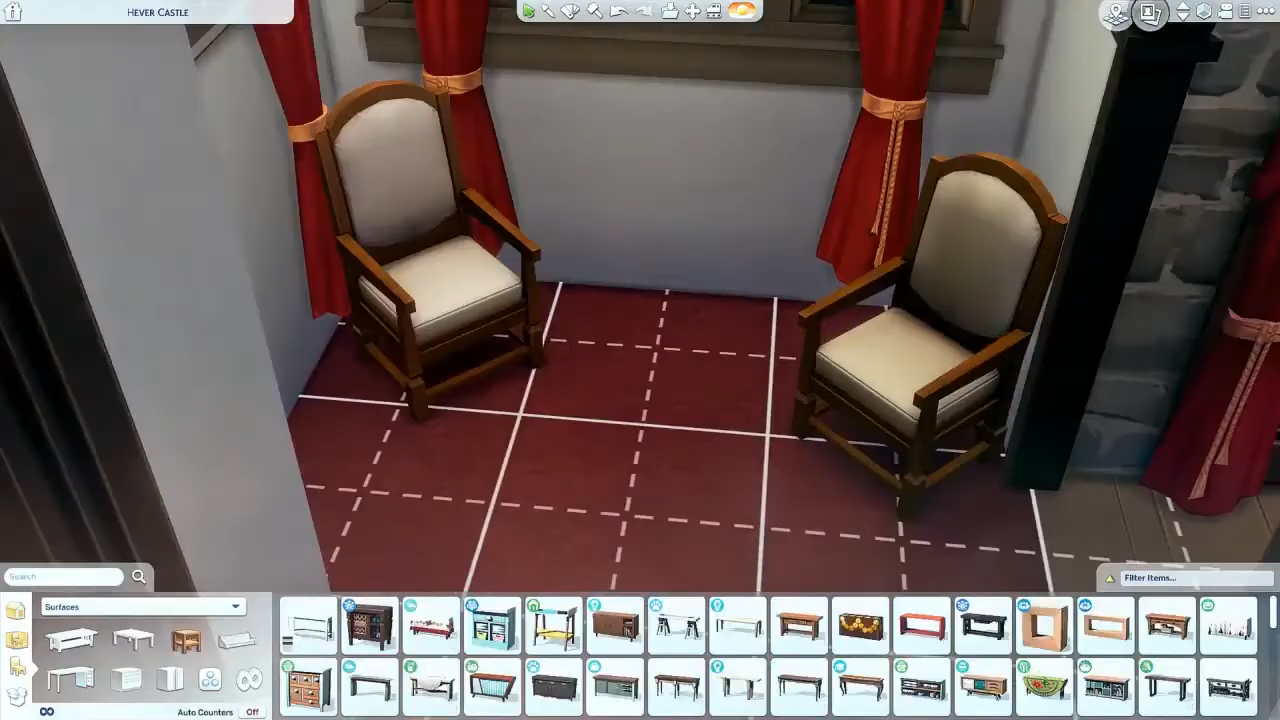 HEVER CASTLE
Search
Filter Items...
Surfaces
Auto Counters
Off